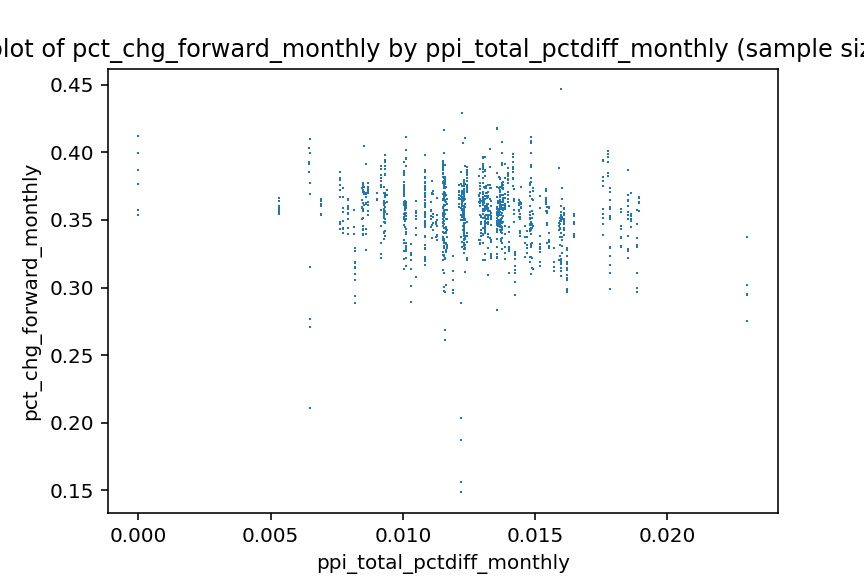 plot of pct_chg_forward_monthly by ppi_total_pctdiff_monthly (sample siz
0.45
0.40
0.35
0.30
0.25
0.20
0.15
pct_chg_forward_monthly
0.000 0.005 0.010 0.015 0.020
ppi_total_pctdiff_monthly